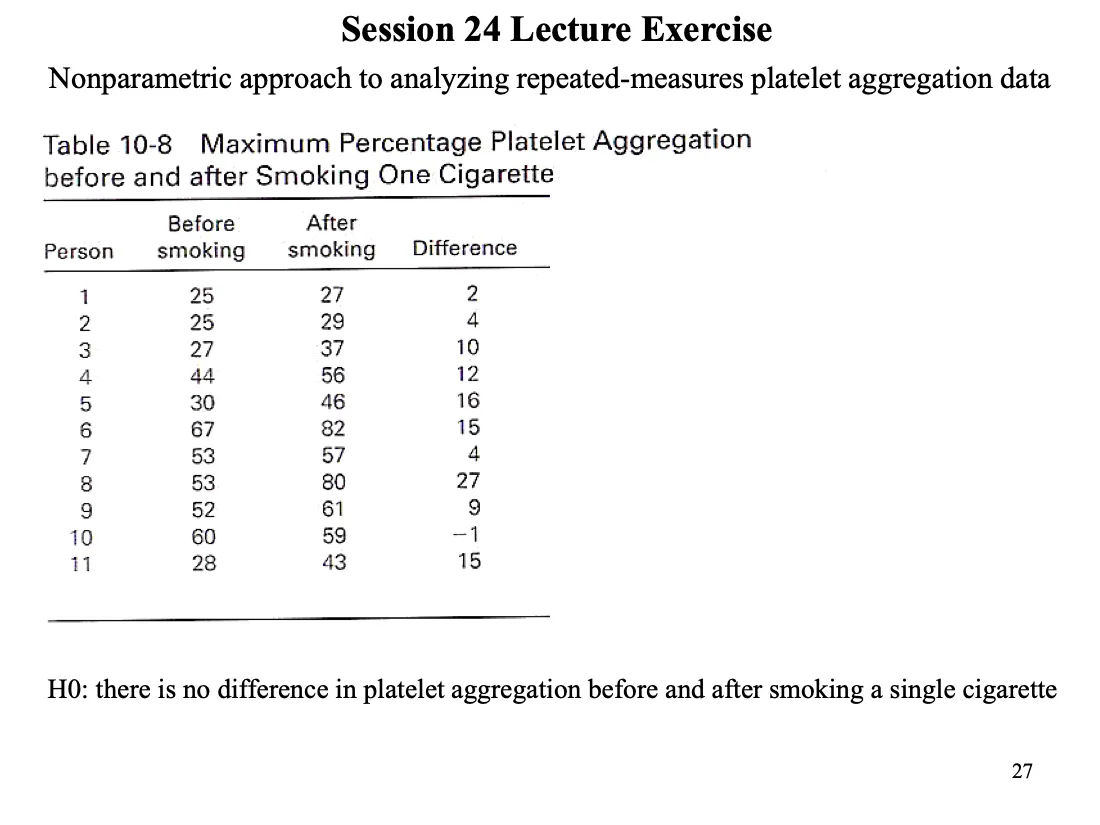 Session 24 Lecture Exercise
Nonparametric approach to analyzing repeated-measures platelet aggregation data
Table 10-8 Maximum Percentage Platelet Aggregation
before and after Smoking One Cigarette
Before After
Person smoking smoking Difference
1 25 27 2
2 25 29 4
3 27 37 10
4 44 56 12
5 30 46 16
6 67 82 15
7 53 57 4
8 53 80 27
9 52 61 9
10 60 59 −1
11 28 43 15
H0: there is no difference in platelet aggregation before and after smoking a single cigarette
27